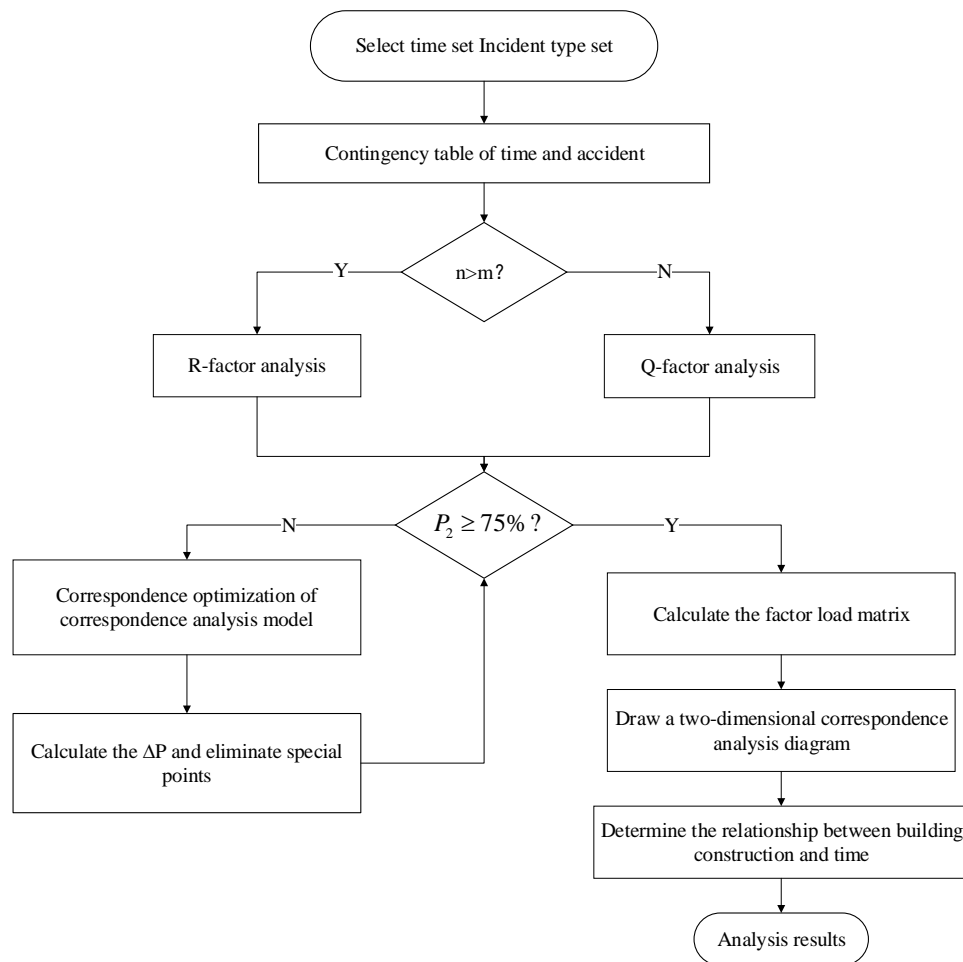 Select time set Incident type set
Contingency table of time and accident
n>m?
Y
N
R-factor analysis
Q-factor analysis
P₂ ≥ 75% ?
N
Y
Correspondence optimization of
correspondence analysis model
Calculate the factor load matrix
Calculate the ΔP and eliminate special
points
Draw a two-dimensional correspondence
analysis diagram
Determine the relationship between building
construction and time
Analysis results